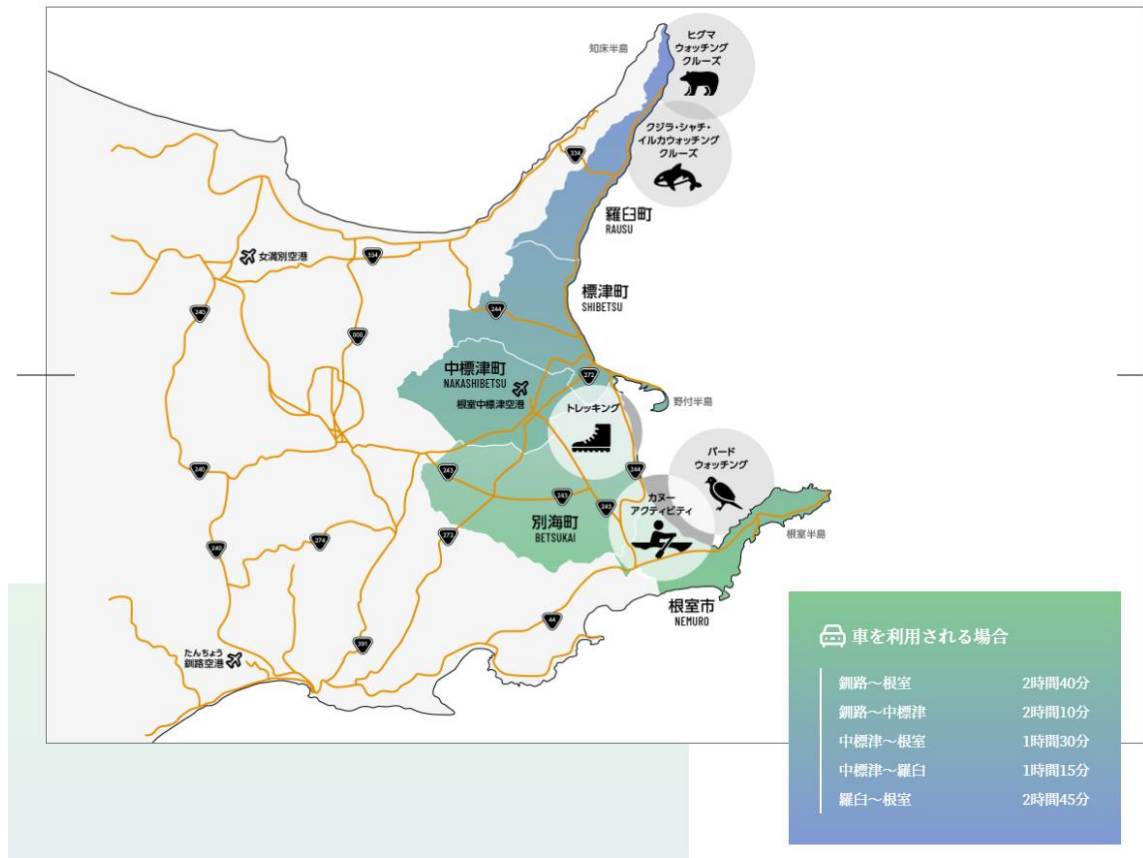 知床半島
ヒグマ
ウォッチング
クルーズ
クジラ・シャチ・
イルカウォッチング
クルーズ
334
羅臼町
RAUSU
女満別空港
334
標津町
SHIBETSU
240
244
中標津町
NAKASHIBETSU
根室中標津空港
272
野付半島
トレッキング
バード
ウォッチング
240
243
244
243
243
カヌー
アクティビティ
別海町
BETSUKAI
根室半島
240
274
272
根室市
NEMURO
44
391
たんちょう
釧路空港
車を利用される場合
釧路〜根室 2時間40分
釧路〜中標津 2時間10分
中標津〜根室 1時間30分
中標津〜羅臼 1時間15分
羅臼〜根室 2時間45分